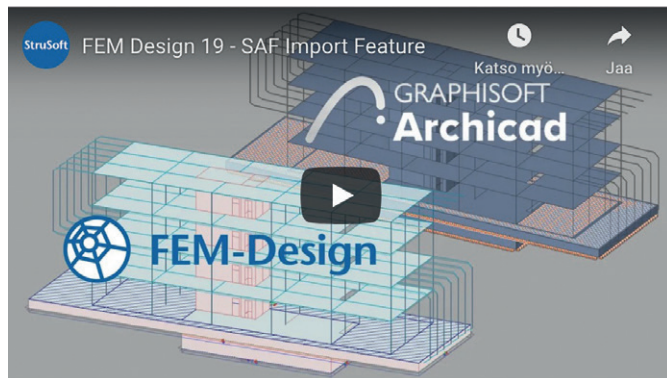 StruSoft
FEM Design 19 - SAF Import Feature
Katso myö...
Jaa
GRAPHISOFT
Archicad
FEM-Design